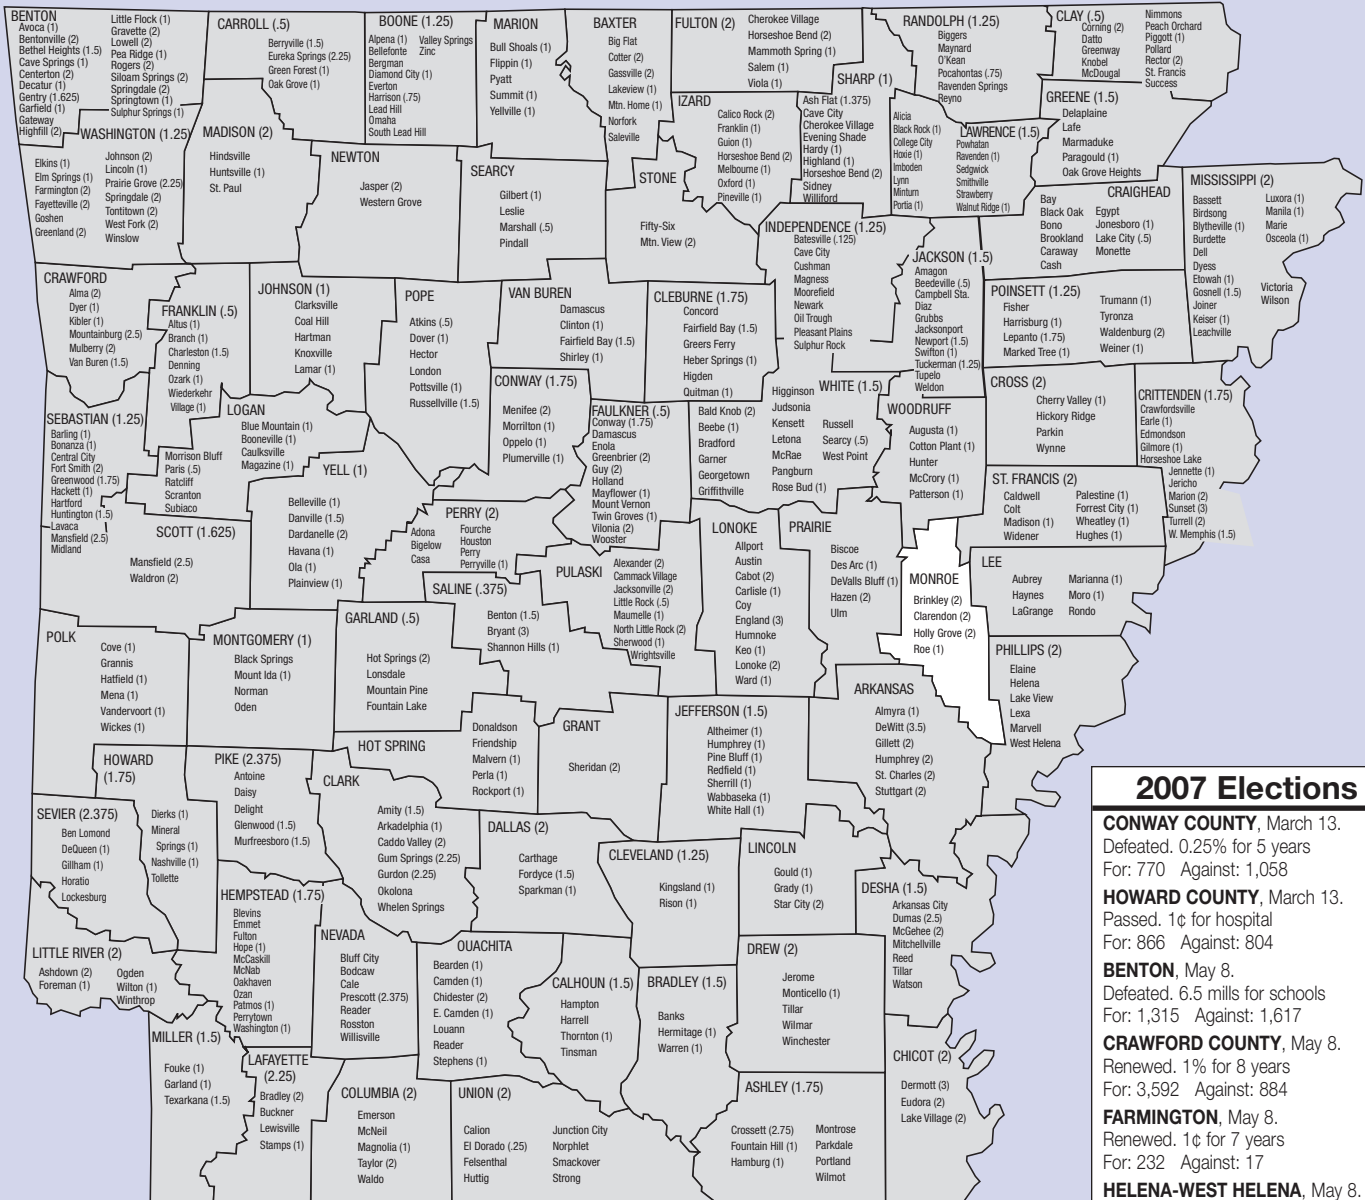 BENTON
Avoca (1)
Bentonville (2)
Bethel Heights (1.5)
Cave Springs (1)
Centerton (2)
Decatur (1)
Gentry (1.625)
Garfield (1)
Gateway
Highfill (2)
Little Flock (1)
Gravette (2)
Lowell (2)
Pea Ridge (1)
Rogers (2)
Siloam Springs (2)
Springdale (2)
Springtown (1)
Sulphur Springs (1)
CARROLL (.5)
Berryville (1.5)
Eureka Springs (2.25)
Green Forest (1)
Oak Grove (1)
BOONE (1.25)
Alpena (1)
Bellefonte
Bergman
Diamond City (1)
Everton
Harrison (.75)
Lead Hill
Omaha
South Lead Hill
Valley Springs
Zinc
MARION
Bull Shoals (1)
Flippin (1)
Pyatt
Summit (1)
Yellville (1)
BAXTER
Big Flat
Cotter (2)
Gassville (2)
Lakeview (1)
Mtn. Home (1)
Norfork
Saleville
FULTON (2)
Cherokee Village
Horseshoe Bend (2)
Mammoth Spring (1)
Salem (1)
Viola (1)
SHARP (1)
Ash Flat (1.375)
Cave City
Cherokee Village
Evening Shade
Hardy (1)
Highland (1)
Horseshoe Bend (2)
Sidney
Williford
RANDOLPH (1.25)
Biggers
Maynard
O'Kean
Pocahontas (.75)
Ravenden Springs
Reyno
CLAY (.5)
Corning (2)
Datto
Greenway
Knobel
McDougal
Nimmons
Peach Orchard
Piggott (1)
Pollard
Rector (2)
St. Francis
Success
GREENE (1.5)
Delaplaine
Lafe
Marmaduke
Paragould (1)
Oak Grove Heights
WASHINGTON (1.25)
Elkins (1)
Elm Springs (1)
Farmington (2)
Fayetteville (2)
Goshen
Greenland (2)
Johnson (2)
Lincoln (1)
Prairie Grove (2.25)
Springdale (2)
Tontitown (2)
West Fork (2)
Winslow
MADISON (2)
Hindsville
Huntsville (1)
St. Paul
NEWTON
Jasper (2)
Western Grove
SEARCY
Gilbert (1)
Leslie
Marshall (.5)
Pindall
STONE
Fifty-Six
Mtn. View (2)
IZARD
Calico Rock (2)
Franklin (1)
Guion (1)
Horseshoe Bend (2)
Melbourne (1)
Oxford (1)
Pineville (1)
LAWRENCE (1.5)
Alicia
Black Rock (1)
College City
Hoxie (1)
Imboden
Lynn
Minturn
Portia (1)
Powhatan
Ravenden (1)
Sedgwick
Smithville
Strawberry
Walnut Ridge (1)
CRAIGHEAD
Bay
Black Oak
Bono
Brookland
Caraway
Cash
Egypt
Jonesboro (1)
Lake City (.5)
Monette
MISSISSIPPI (2)
Bassett
Birdsong
Blytheville (1)
Burdette
Dell
Dyess
Etowah (1)
Gosnell (1.5)
Joiner
Keiser (1)
Leachville
Luxora (1)
Manila (1)
Marie
Osceola (1)
Victoria
Wilson
CRAWFORD
Alma (2)
Dyer (1)
Kibler (1)
Mountainburg (2.5)
Mulberry (2)
Van Buren (1.5)
FRANKLIN (.5)
Altus (1)
Branch (1)
Charleston (1.5)
Denning
Ozark (1)
Wiederkehr
Village (1)
JOHNSON (1)
Clarksville
Coal Hill
Hartman
Knoxville
Lamar (1)
POPE
Atkins (.5)
Dover (1)
Hector
London
Pottsville (1)
Russellville (1.5)
VAN BUREN
Damascus
Clinton (1)
Fairfield Bay (1.5)
Shirley (1)
CLEBURNE (1.75)
Concord
Fairfield Bay (1.5)
Greers Ferry
Heber Springs (1)
Higden
Quitman (1)
INDEPENDENCE (1.25)
Batesville (.125)
Cave City
Cushman
Magness
Moorefield
Newark
Oil Trough
Pleasant Plains
Sulphur Rock
JACKSON (1.5)
Amagon
Beedeville (.5)
Campbell Sta.
Diaz
Grubbs
Jacksonport
Newport (1.5)
Swifton (1)
Tuckerman (1.25)
Tupelo
Weldon
POINSETT (1.25)
Fisher
Harrisburg (1)
Lepanto (1.75)
Marked Tree (1)
Trumann (1)
Tyronza
Waldenburg (2)
Weiner (1)
SEBASTIAN (1.25)
Barling (1)
Bonanza (1)
Central City
Fort Smith (2)
Greenwood (1.75)
Hackett (1)
Hartford
Huntington (1.5)
Lavaca
Mansfield (2.5)
Midland
LOGAN
Blue Mountain (1)
Booneville (1)
Caulksville
Magazine (1)
Morrison Bluff
Paris (.5)
Ratcliff
Scranton
Subiaco
YELL (1)
Belleville (1)
Danville (1.5)
Dardanelle (2)
Havana (1)
Ola (1)
Plainview (1)
CONWAY (1.75)
Menifee (2)
Morrilton (1)
Oppelo (1)
Plumerville (1)
FAULKNER (.5)
Conway (1.75)
Damascus
Enola
Greenbrier (2)
Guy (2)
Holland
Mayflower (1)
Mount Vernon
Twin Groves (1)
Vilonia (2)
Wooster
WHITE (1.5)
Bald Knob (2)
Beebe (1)
Bradford
Garner
Georgetown
Griffithville
Higginson
Judsonia
Kensett
Letona
McRae
Pangburn
Rose Bud (1)
Russell
Searcy (.5)
West Point
WOODRUFF
Augusta (1)
Cotton Plant (1)
Hunter
McCrory (1)
Patterson (1)
CROSS (2)
Cherry Valley (1)
Hickory Ridge
Parkin
Wynne
CRITTENDEN (1.75)
Crawfordsville
Earle (1)
Edmondson
Gilmore (1)
Horseshoe Lake
Jennette (1)
Jericho
Marion (2)
Sunset (3)
Turrell (2)
W. Memphis (1.5)
ST. FRANCIS (2)
Caldwell
Colt
Madison (1)
Widener
Palestine (1)
Forrest City (1)
Wheatley (1)
Hughes (1)
SCOTT (1.625)
Mansfield (2.5)
Waldron (2)
PERRY (2)
Adona
Bigelow
Casa
Fourche
Houston
Perry
Perryville (1)
PULASKI
Alexander (2)
Cammack Village
Jacksonville (2)
Little Rock (.5)
Maumelle (1)
North Little Rock (2)
Sherwood (1)
Wrightsville
LONOKE
Allport
Austin
Cabot (2)
Carlisle (1)
Coy
England (3)
Humnoke
Keo (1)
Lonoke (2)
Ward (1)
PRAIRIE
Biscoe
Des Arc (1)
DeValls Bluff (1)
Hazen (2)
Ulm
MONROE
Brinkley (2)
Clarendon (2)
Holly Grove (2)
Roe (1)
LEE
Aubrey
Haynes
LaGrange
Marianna (1)
Moro (1)
Rondo
SALINE (.375)
Benton (1.5)
Bryant (3)
Shannon Hills (1)
GARLAND (.5)
Hot Springs (2)
Lonsdale
Mountain Pine
Fountain Lake
POLK
Cove (1)
Grannis
Hatfield (1)
Mena (1)
Vandervoort (1)
Wickes (1)
MONTGOMERY (1)
Black Springs
Mount Ida (1)
Norman
Oden
PHILLIPS (2)
Elaine
Helena
Lake View
Lexa
Marvell
West Helena
ARKANSAS
Almyra (1)
DeWitt (3.5)
Gillett (2)
Humphrey (2)
St. Charles (2)
Stuttgart (2)
JEFFERSON (1.5)
Altheimer (1)
Humphrey (1)
Pine Bluff (1)
Redfield (1)
Sherrill (1)
Wabbaseka (1)
White Hall (1)
GRANT
Sheridan (2)
HOT SPRING
Donaldson
Friendship
Malvern (1)
Perla (1)
Rockport (1)
HOWARD
(1.75)
Dierks (1)
Mineral
Springs (1)
Nashville (1)
Tollette
PIKE (2.375)
Antoine
Daisy
Delight
Glenwood (1.5)
Murfreesboro (1.5)
CLARK
Amity (1.5)
Arkadelphia (1)
Caddo Valley (2)
Gum Springs (2.25)
Gurdon (2.25)
Okolona
Whelen Springs
SEVIER (2.375)
Ben Lomond
DeQueen (1)
Gillham (1)
Horatio
Lockesburg
DALLAS (2)
Carthage
Fordyce (1.5)
Sparkman (1)
CLEVELAND (1.25)
Kingsland (1)
Rison (1)
LINCOLN
Gould (1)
Grady (1)
Star City (2)
DESHA (1.5)
Arkansas City
Dumas (2.5)
McGehee (2)
Mitchellville
Reed
Tillar
Watson
HEMPSTEAD (1.75)
Blevins
Emmet
Fulton
Hope (1)
McCaskill
McNab
Oakhaven
Ozan
Patmos (1)
Perrytown
Washington (1)
NEVADA
Bluff City
Bodcaw
Cale
Prescott (2.375)
Reader
Rosston
Willisville
OUACHITA
Bearden (1)
Camden (1)
Chidester (2)
E. Camden (1)
Louann
Reader
Stephens (1)
CALHOUN (1.5)
Hampton
Harrell
Thornton (1)
Tinsman
BRADLEY (1.5)
Banks
Hermitage (1)
Warren (1)
DREW (2)
Jerome
Monticello (1)
Tillar
Wilmar
Winchester
LITTLE RIVER (2)
Ashdown (2)
Foreman (1)
Ogden
Wilton (1)
Winthrop
MILLER (1.5)
Fouke (1)
Garland (1)
Texarkana (1.5)
LAFAYETTE
(2.25)
Bradley (2)
Buckner
Lewisville
Stamps (1)
COLUMBIA (2)
Emerson
McNeil
Magnolia (1)
Taylor (2)
Waldo
UNION (2)
Calion
El Dorado (.25)
Felsenthal
Huttig
Junction City
Norphlet
Smackover
Strong
ASHLEY (1.75)
Crossett (2.75)
Fountain Hill (1)
Hamburg (1)
Montrose
Parkdale
Portland
Wilmot
CHICOT (2)
Dermott (3)
Eudora (2)
Lake Village (2)
2007 Elections
CONWAY COUNTY, March 13.
Defeated. 0.25% for 5 years
For: 770 Against: 1,058
HOWARD COUNTY, March 13.
Passed. 1¢ for hospital
For: 866 Against: 804
BENTON, May 8.
Defeated. 6.5 mills for schools
For: 1,315 Against: 1,617
CRAWFORD COUNTY, May 8.
Renewed. 1% for 8 years
For: 3,592 Against: 884
FARMINGTON, May 8.
Renewed. 1¢ for 7 years
For: 232 Against: 17
HELENA-WEST HELENA, May 8.